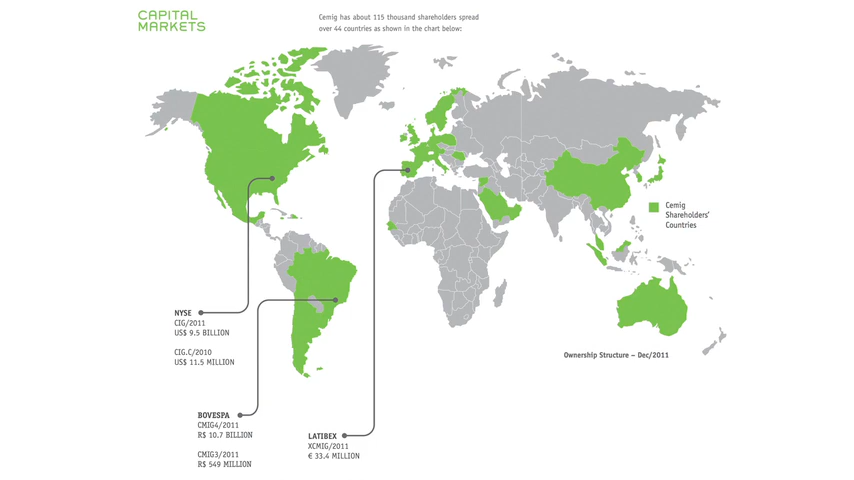 CAPITAL
MARKETS
Cemig has about 115 thousand shareholders spread
over 44 countries as shown in the chart below:
Cemig
Shareholders'
Countries
NYSE
CIG/2011
US$ 9.5 BILLION
CIG.C/2010
US$ 11.5 MILLION
Ownership Structure – Dec/2011
BOVESPA
CMIG4/2011
R$ 10.7 BILLION
CMIG3/2011
R$ 549 MILLION
LATIBEX
XCMIG/2011
€ 33.4 MILLION